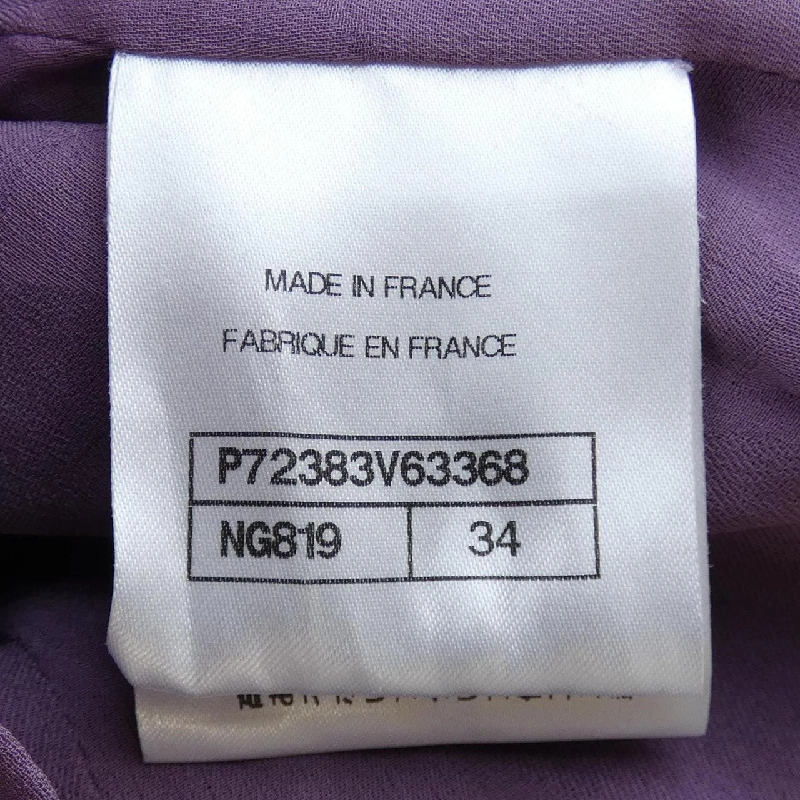 MADE IN FRANCE
FABRIQUE EN FRANCE
P72383V63368
NG819 34